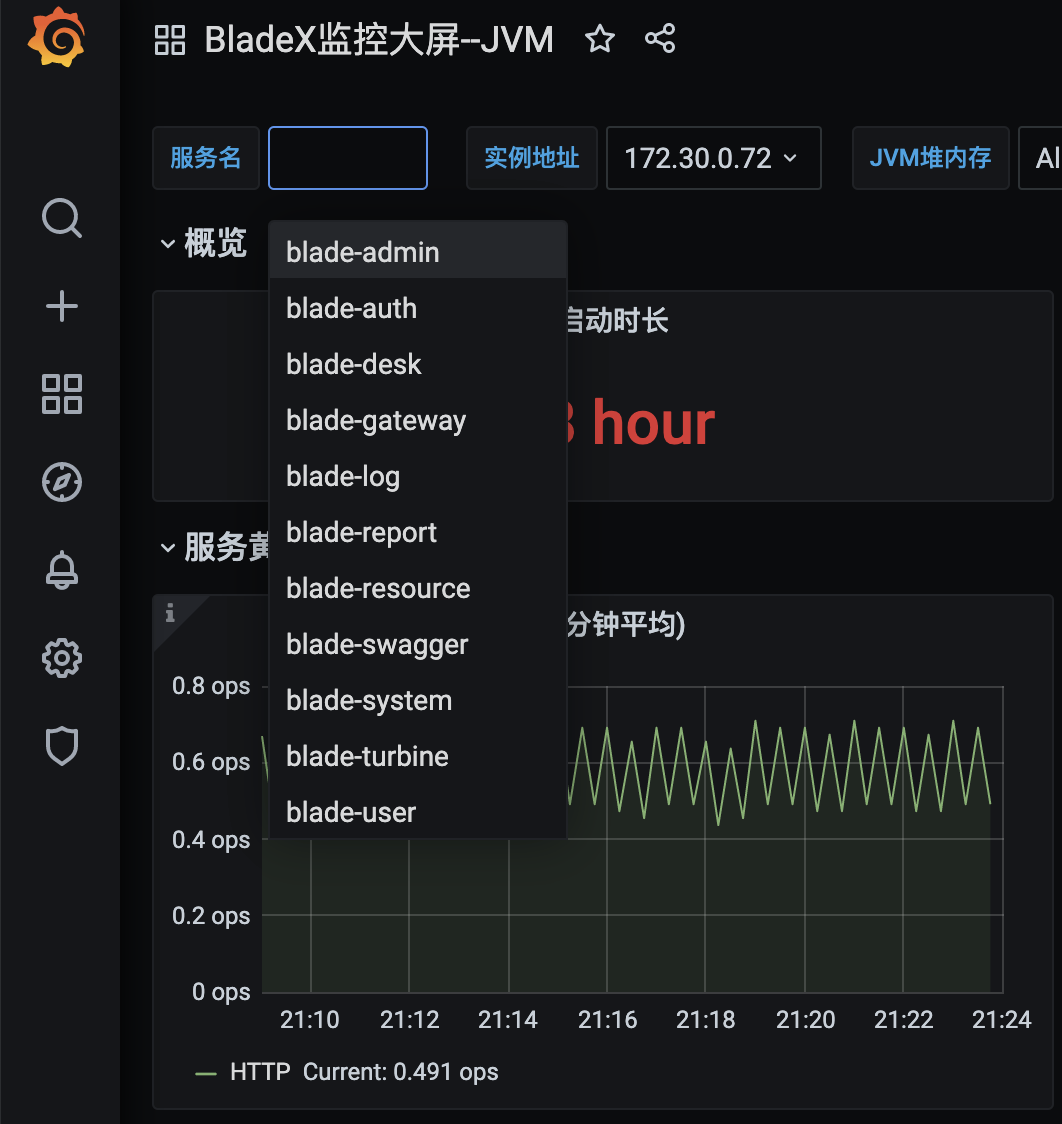 BladeX监控大屏--JVM
服务名
实例地址 172.30.0.72
JVM堆内存 Al
概览
blade-admin
blade-auth
blade-desk
blade-gateway
blade-log
blade-report
blade-resource
blade-swagger
blade-system
blade-turbine
blade-user
启动时长
hour
服务黄
i
分钟平均)
0.8 ops
0.6 ops
0.4 ops
0.2 ops
0 ops
21:10 21:12 21:14 21:16 21:18 21:20 21:22 21:24
HTTP Current: 0.491 ops